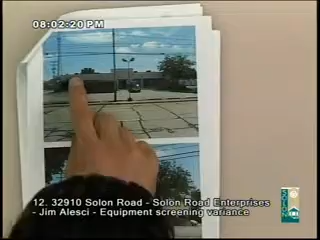 08:02:20 PM
12. 32910 Solon Road - Solon Road Enterprises
- Jim Alesci - Equipment screening variance